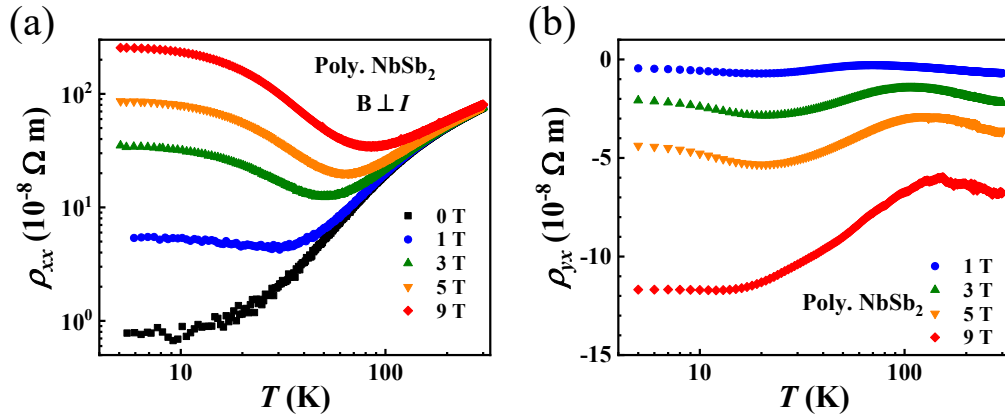 (a)
ρxx (10⁻⁸ Ω m)
10²
10¹
10⁰
Poly. NbSb₂
B ⊥ I
0 T
1 T
3 T
5 T
9 T
10
100
T (K)
(b)
ρyx (10⁻⁸ Ω m)
0
-5
-10
-15
1 T
3 T
5 T
9 T
Poly. NbSb₂
10
100
T (K)